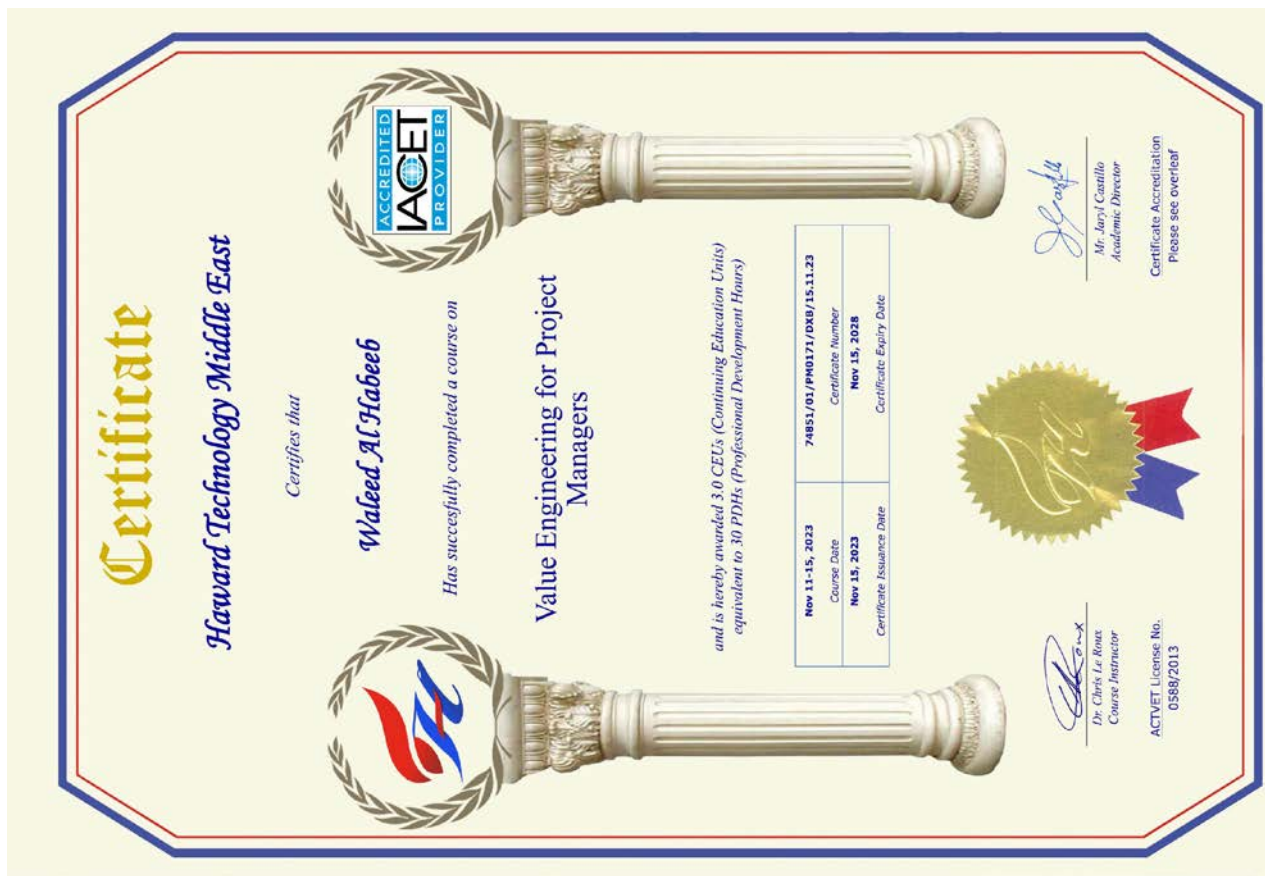 Certificate
Haward Technology Middle East
Certifies that
ACCREDITED
IACET
PROVIDER
Waleed Al Habeeb
Has succesfully completed a course on
Value Engineering for Project
Managers
and is hereby awarded 3.0 CEUs (Continuing Education Units)
equivalent to 30 PDHs (Professional Development Hours)
Nov 11-15, 2023
Course Date
74851/01/PM0171/DXB/15.11.23
Certificate Number
Nov 15, 2023
Certificate Issuance Date
Nov 15, 2028
Certificate Expiry Date
Dr. Chris Le Roux
Course Instructor
Mr. Jaryl Castillo
Academic Director
ACTVET License No.
0588/2013
Certificate Accreditation
Please see overleaf